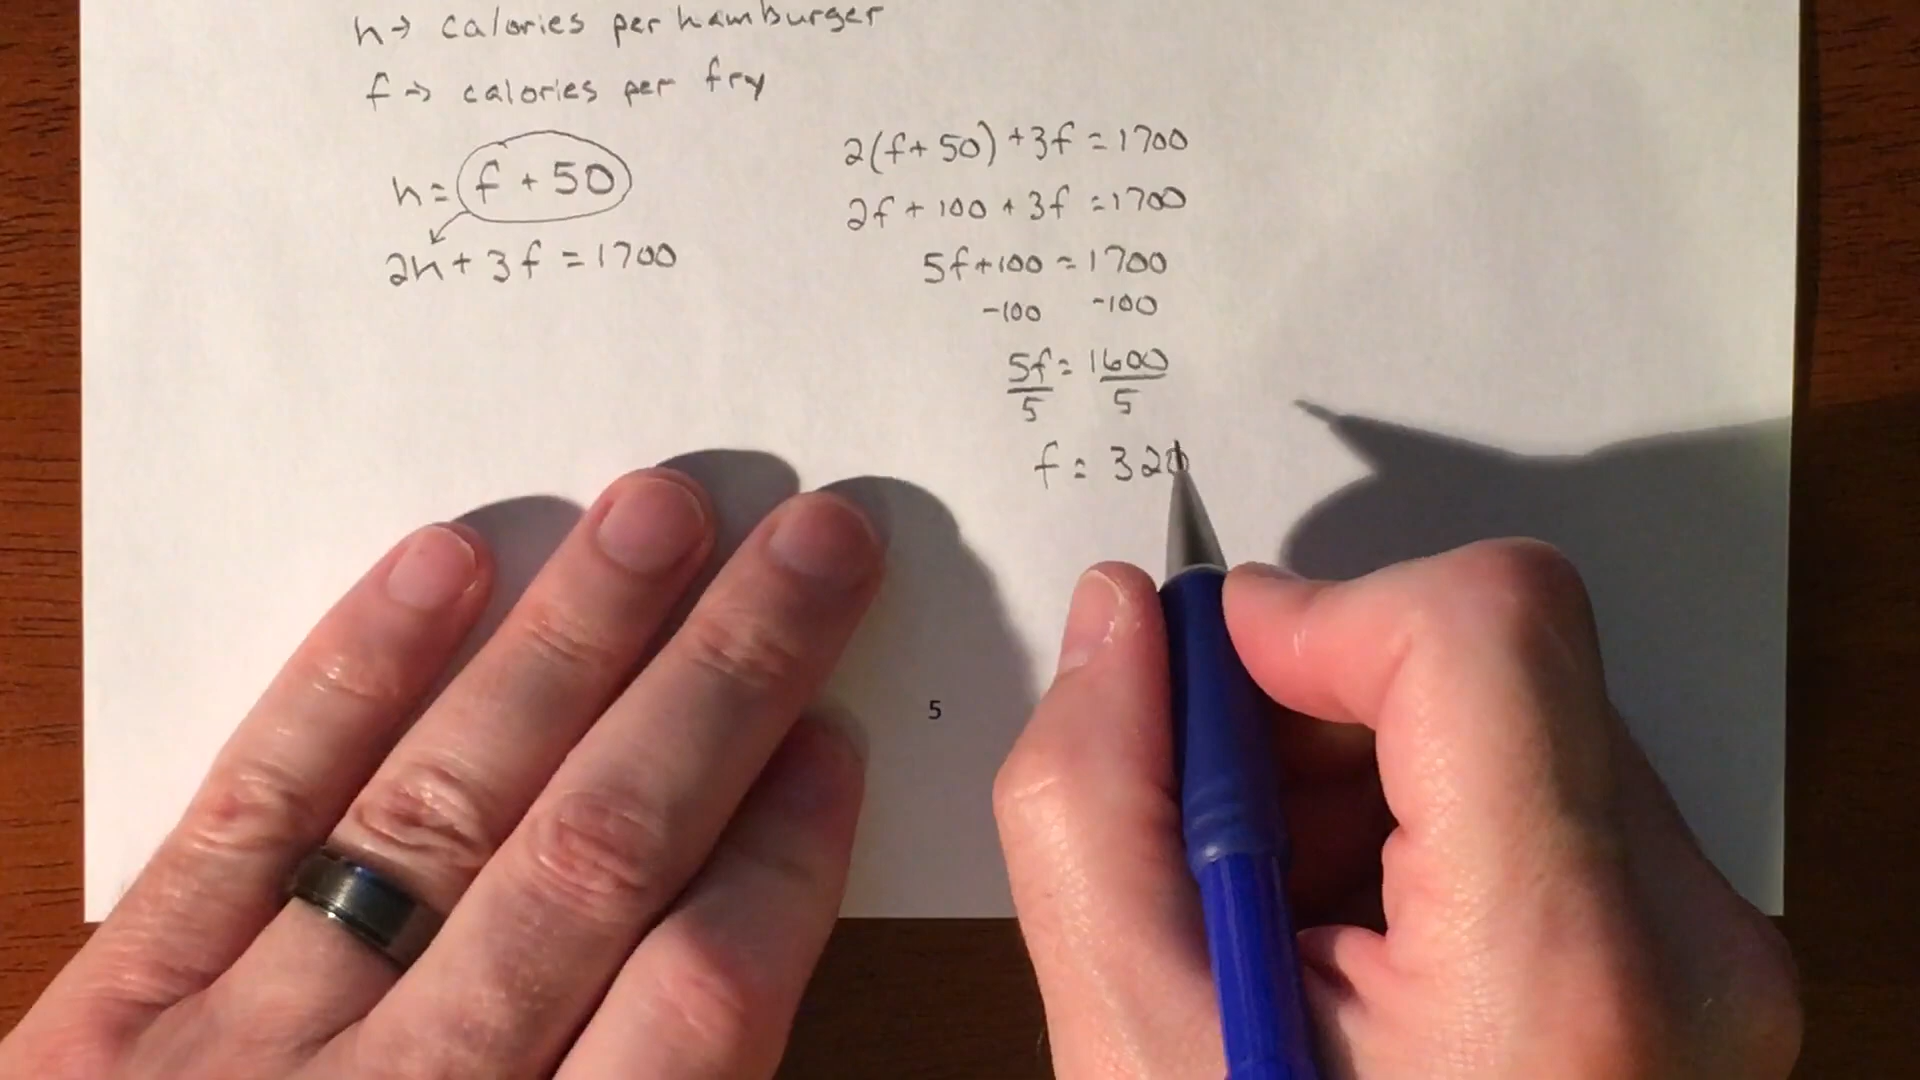 h → calories per hamburger
f → calories per fry
h = f + 50
2h + 3f = 1700
2(f + 50) + 3f = 1700
2f + 100 + 3f = 1700
5f + 100 = 1700
-100 -100
5f = 1600
5 5
f = 320
5